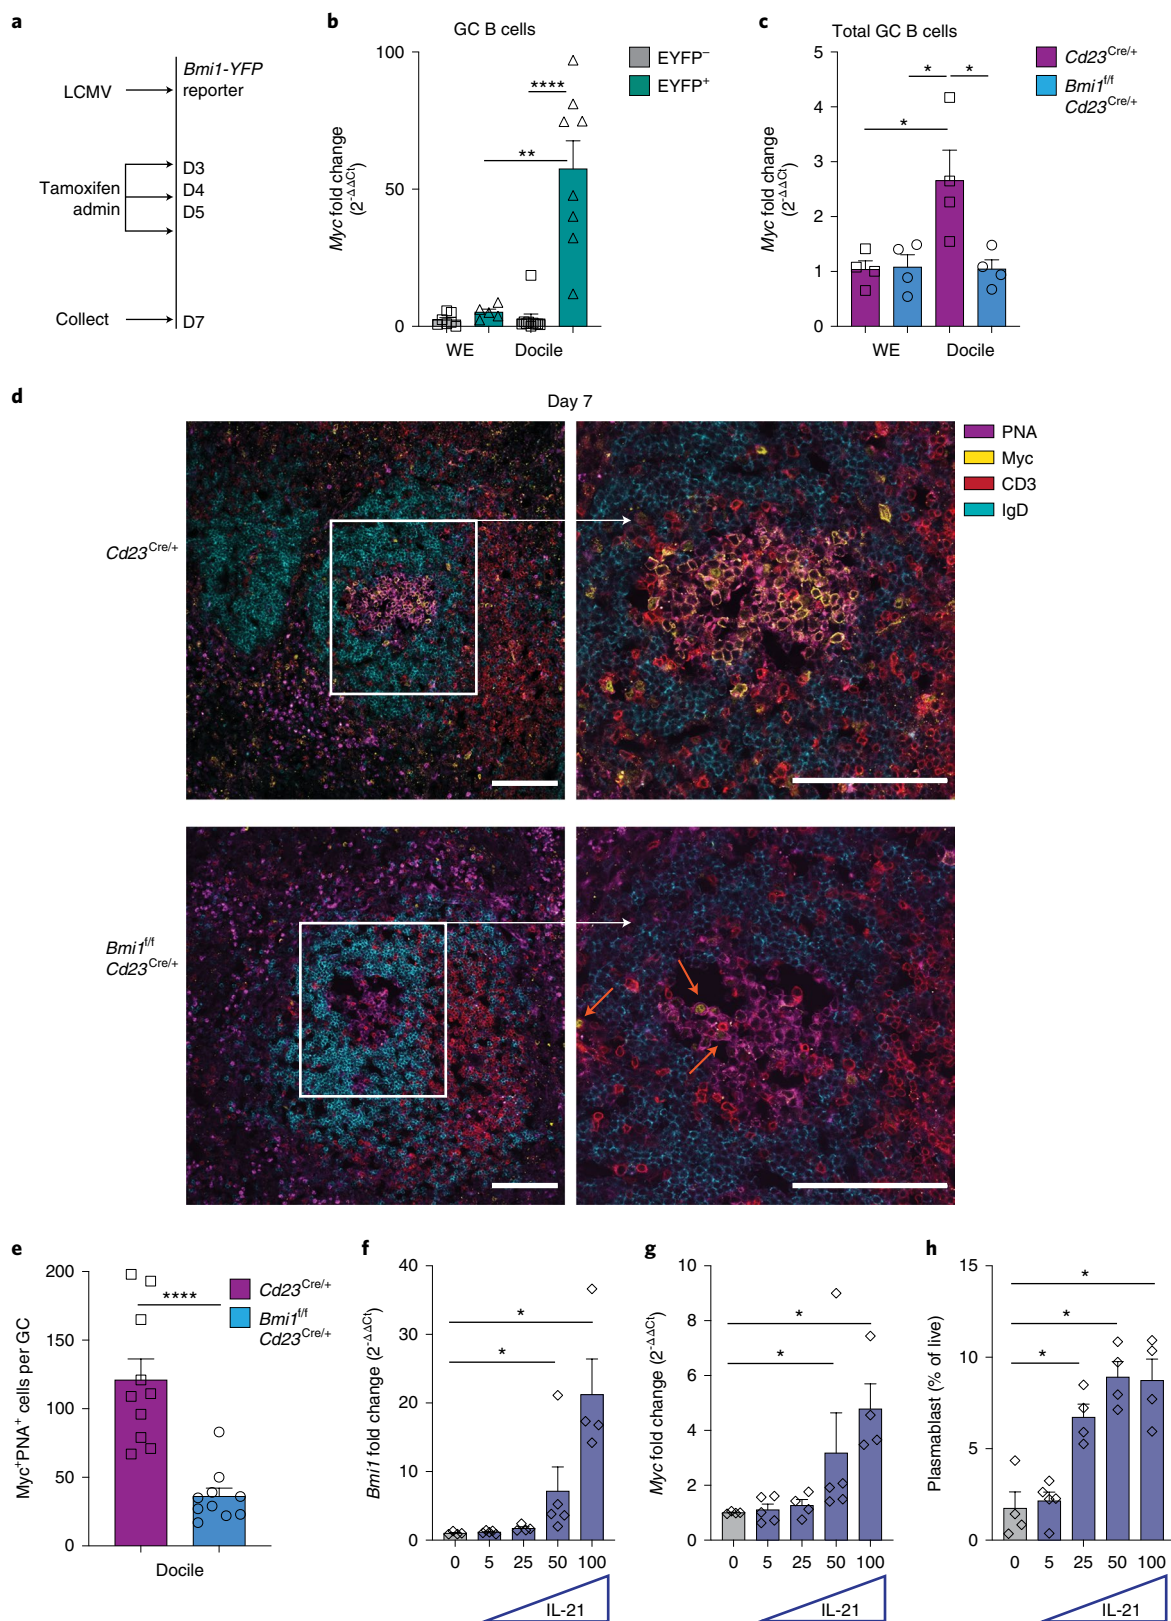 a
LCMV
Bmi1-YFP
reporter
Tamoxifen
admin
D3
D4
D5
Collect
D7
b
GC B cells
EYFP⁻
EYFP⁺
Myc fold change
(2^-ΔΔCt)
100
50
0
****
**
WE
Docile
c
Total GC B cells
Cd23^Cre/+
Bmi1^f/f
Cd23^Cre/+
Myc fold change
(2^-ΔΔCt)
5
4
3
2
1
0
*
*
*
WE
Docile
d
Day 7
PNA
Myc
CD3
IgD
Cd23^Cre/+
Bmi1^f/f
Cd23^Cre/+
e
Myc⁺PNA⁺ cells per GC
200
150
100
50
0
****
Cd23^Cre/+
Bmi1^f/f
Cd23^Cre/+
Docile
f
Bmi1 fold change (2^-ΔΔCt)
40
30
20
10
0
*
*
0 5 25 50 100
IL-21
g
Myc fold change (2^-ΔΔCt)
10
8
6
4
2
0
*
*
0 5 25 50 100
IL-21
h
Plasmablast (% of live)
15
10
5
0
*
*
*
0 5 25 50 100
IL-21